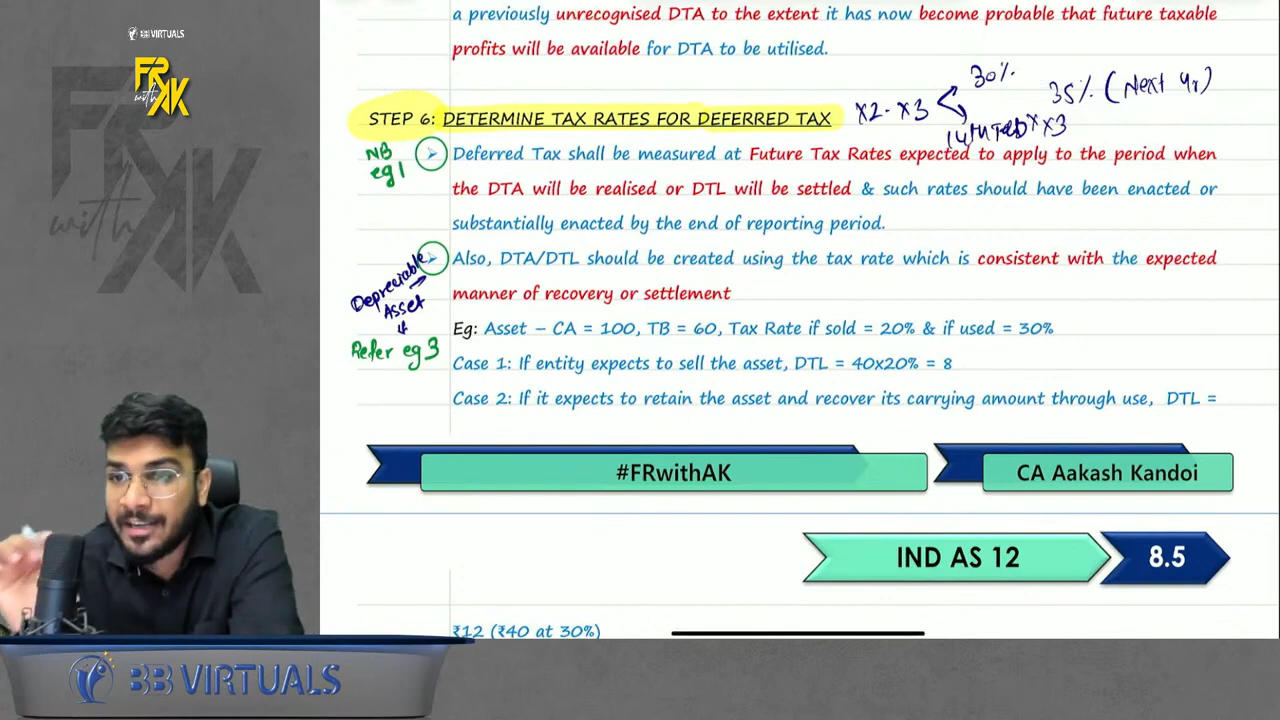 BB VIRTUALS
FR
with
AK
FR
with
AK
a previously unrecognised DTA to the extent it has now become probable that future taxable
profits will be available for DTA to be utilised.
STEP 6: DETERMINE TAX RATES FOR DEFERRED TAX
X2-X3
30%
35% (Next Yr)
X3
NB
eg1
➢ Deferred Tax shall be measured at Future Tax Rates expected to apply to the period when
the DTA will be realised or DTL will be settled & such rates should have been enacted or
substantially enacted by the end of reporting period.
Depreciable
Asset
Refer eg 3
➢ Also, DTA/DTL should be created using the tax rate which is consistent with the expected
manner of recovery or settlement
Eg: Asset – CA = 100, TB = 60, Tax Rate if sold = 20% & if used = 30%
Case 1: If entity expects to sell the asset, DTL = 40x20% = 8
Case 2: If it expects to retain the asset and recover its carrying amount through use, DTL =
#FRwithAK
CA Aakash Kandoi
IND AS 12
8.5
₹12 (₹40 at 30%)
BB VIRTUALS